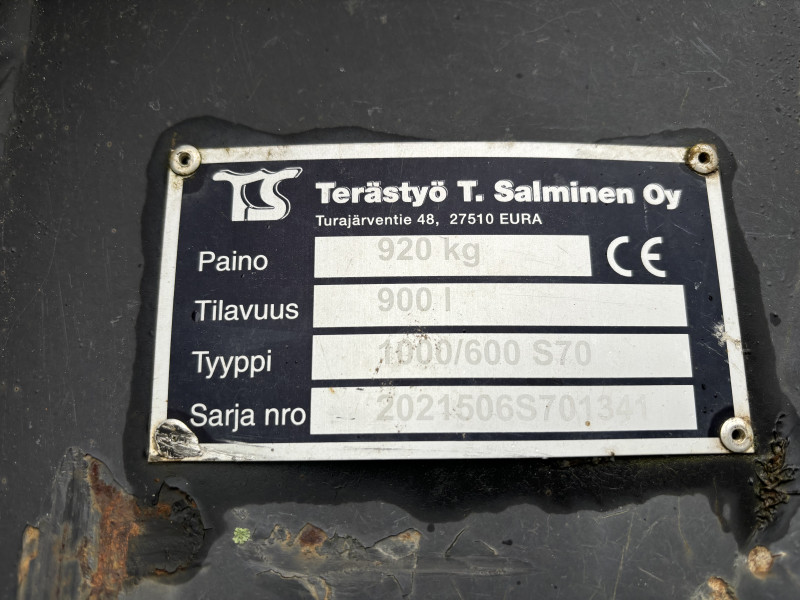 TS Terästyö T. Salminen Oy
Turajärventie 48, 27510 EURA
Paino 920 kg CE
Tilavuus 900 l
Tyyppi 1000/600 S70
Sarja nro 2021506S701341